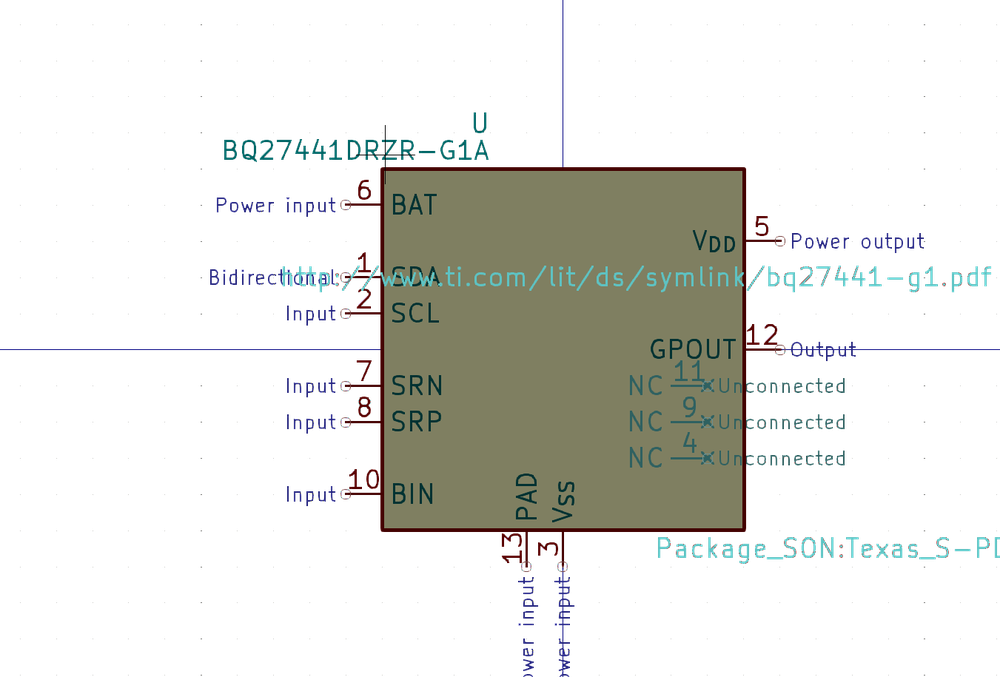 U
BQ27441DRZR-G1A
Power input 6 BAT
VDD 5 Power output
Bidirectional 1 SDA
http://www.ti.com/lit/ds/symlink/bq27441-g1.pdf
Input 2 SCL
GPOUT 12 Output
Input 7 SRN
NC 11 Unconnected
Input 8 SRP
NC 9 Unconnected
NC 4 Unconnected
Input 10 BIN
PAD 13 ower input
Vss 3 ower input
Package_SON:Texas_S-PD